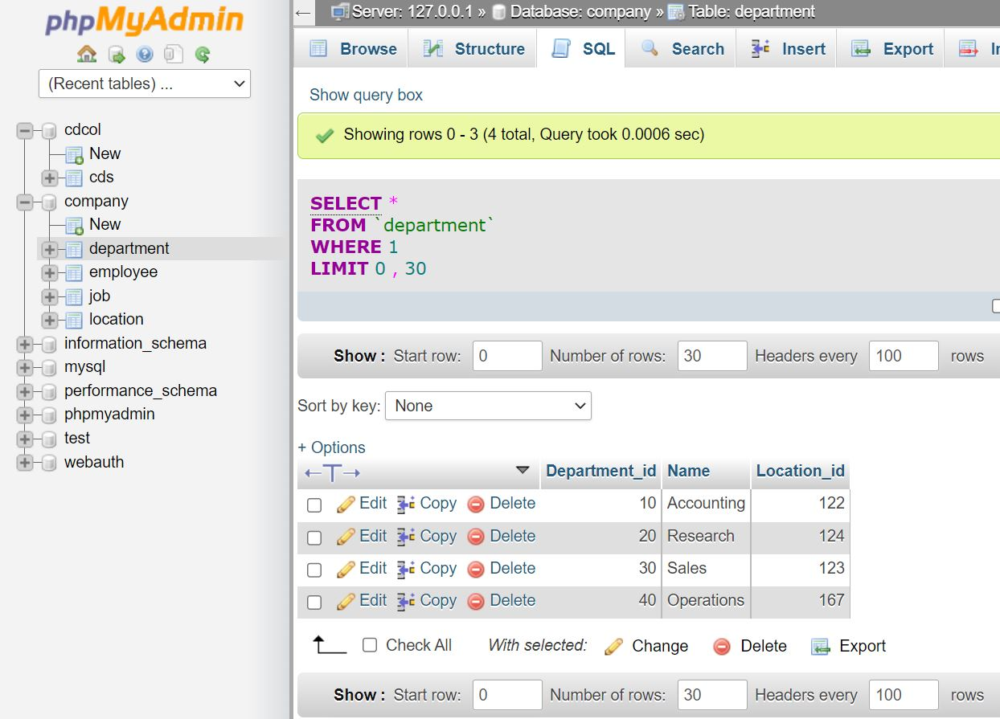 phpMyAdmin
(Recent tables) ...
cdcol
New
cds
company
New
department
employee
job
location
information_schema
mysql
performance_schema
phpmyadmin
test
webauth
Server: 127.0.0.1 » Database: company » Table: department
Browse Structure SQL Search Insert Export
Show query box
Showing rows 0 - 3 (4 total, Query took 0.0006 sec)
SELECT *
FROM `department`
WHERE 1
LIMIT 0 , 30
Show : Start row: 0 Number of rows: 30 Headers every 100 rows
Sort by key: None
+ Options
←T→ Department_id Name Location_id
Edit Copy Delete 10 Accounting 122
Edit Copy Delete 20 Research 124
Edit Copy Delete 30 Sales 123
Edit Copy Delete 40 Operations 167
Check All With selected: Change Delete Export
Show : Start row: 0 Number of rows: 30 Headers every 100 rows